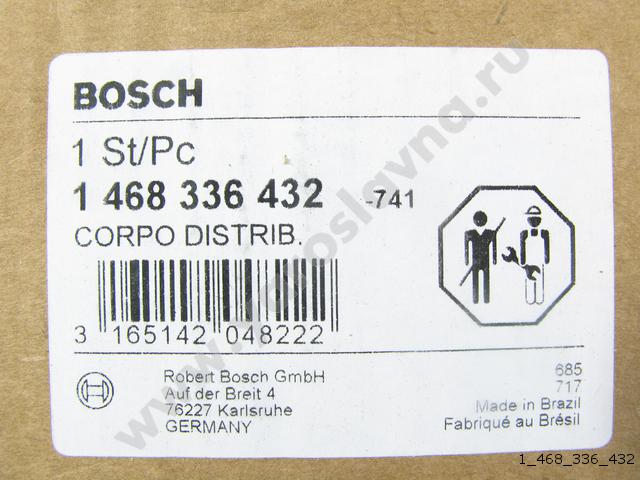 BOSCH
1 St/Pc
1 468 336 432 -741
CORPO DISTRIB.
3 165142 048222
Robert Bosch GmbH
Auf der Breit 4
76227 Karlsruhe
GERMANY
685
717
Made in Brazil
Fabriqué au Brésil
www.yaroslavna.ru
1_468_336_432